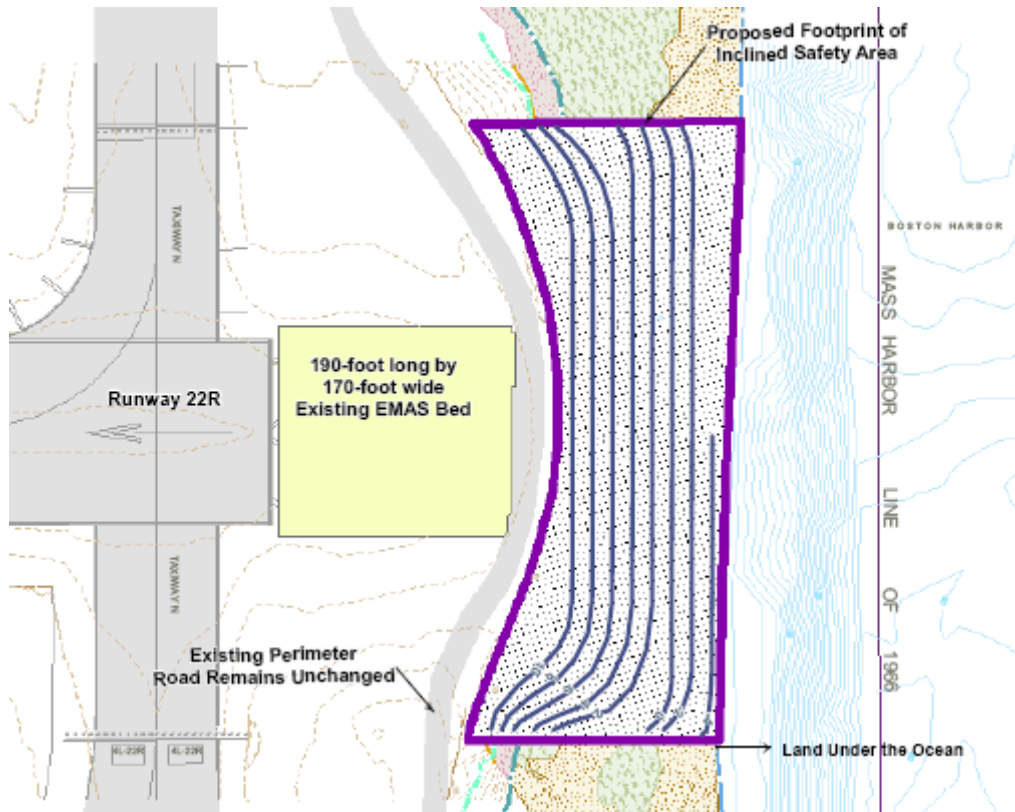 Proposed Footprint of
Inclined Safety Area
TAXIWAY N
BOSTON HARBOR
MASS HARBOR LINE OF 1966
190-foot long by
170-foot wide
Existing EMAS Bed
Runway 22R
TAXIWAY N
Existing Perimeter
Road Remains Unchanged
Land Under the Ocean
4L-22R
4L-22R